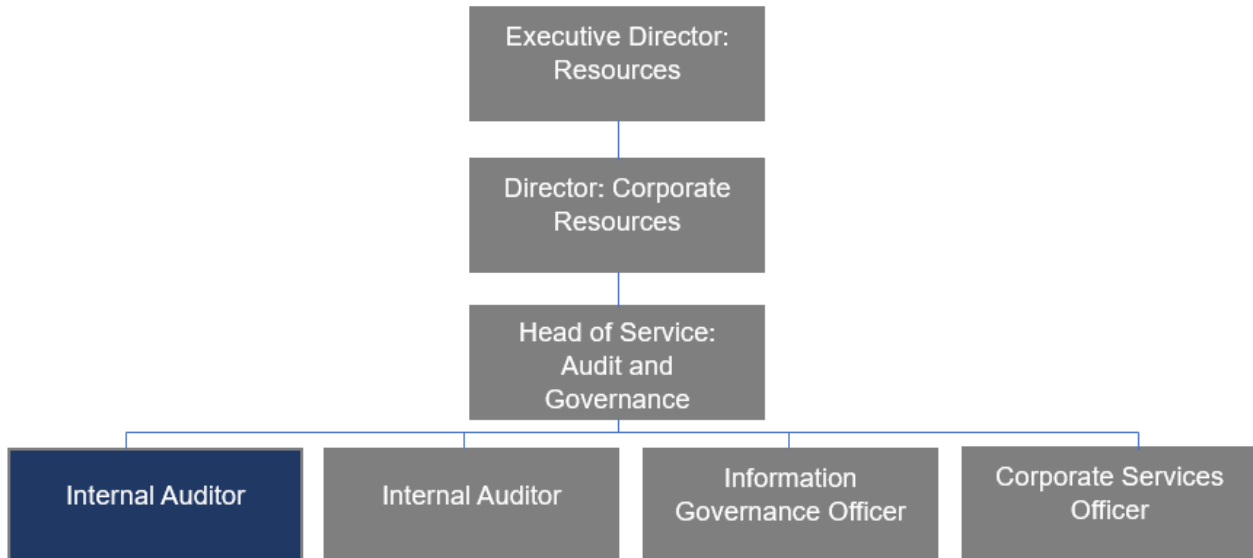 Executive Director:
Resources
Director: Corporate
Resources
Head of Service:
Audit and
Governance
Internal Auditor
Internal Auditor
Information
Governance Officer
Corporate Services
Officer